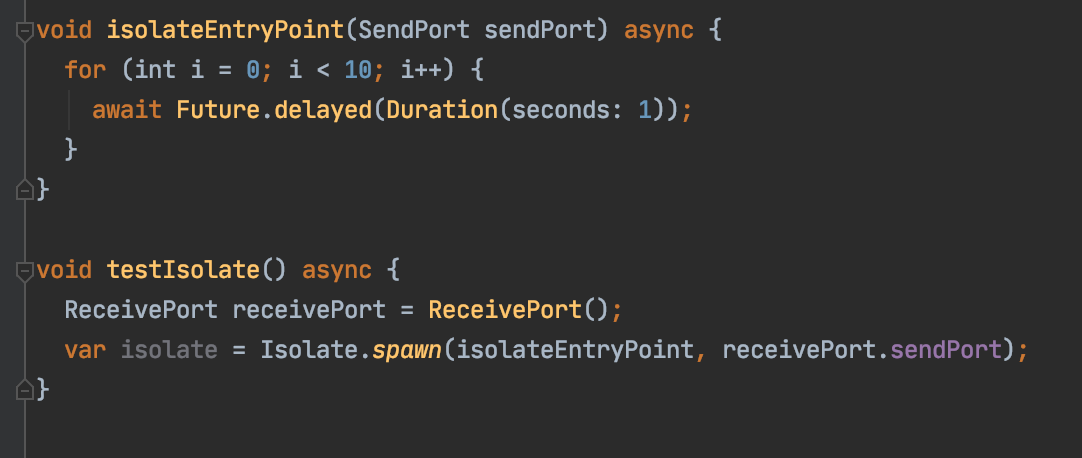 void isolateEntryPoint(SendPort sendPort) async {
  for (int i = 0; i < 10; i++) {
    await Future.delayed(Duration(seconds: 1));
  }
}

void testIsolate() async {
  ReceivePort receivePort = ReceivePort();
  var isolate = Isolate.spawn(isolateEntryPoint, receivePort.sendPort);
}